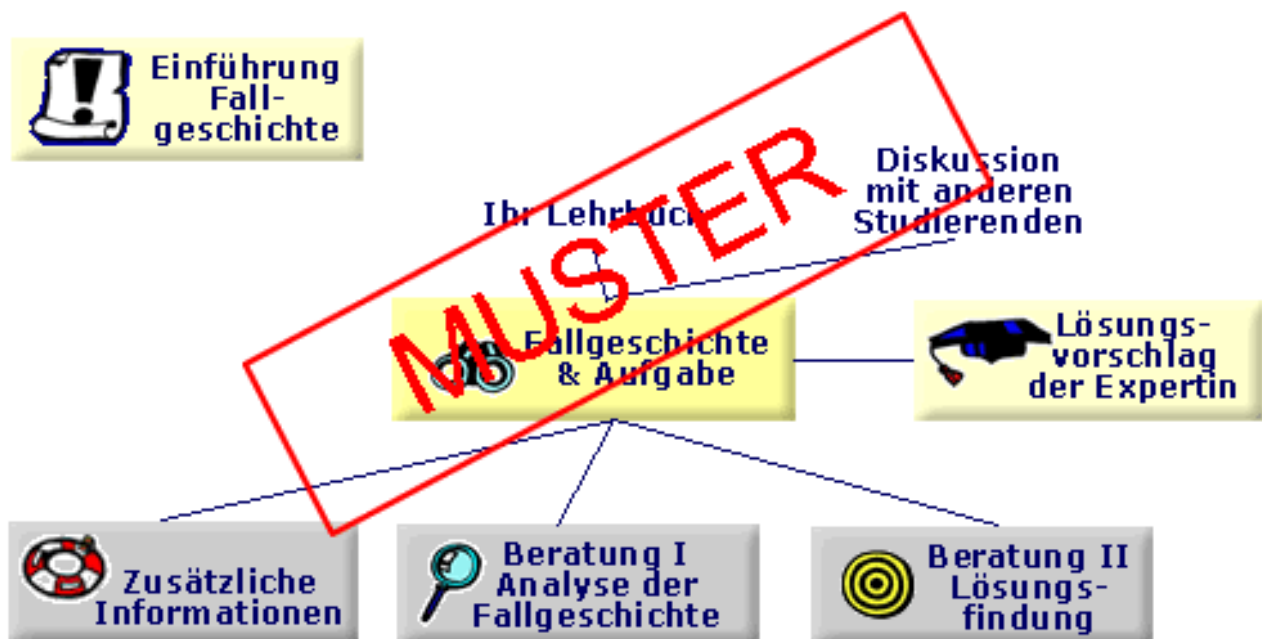 Einführung
Fall-
geschichte
Diskussion
mit anderen
Studierenden
Ihr Lehrbuch
MUSTER
Fallgeschichte
& Aufgabe
Lösungs-
vorschlag
der Expertin
Zusätzliche
Informationen
Beratung I
Analyse der
Fallgeschichte
Beratung II
Lösungs-
findung